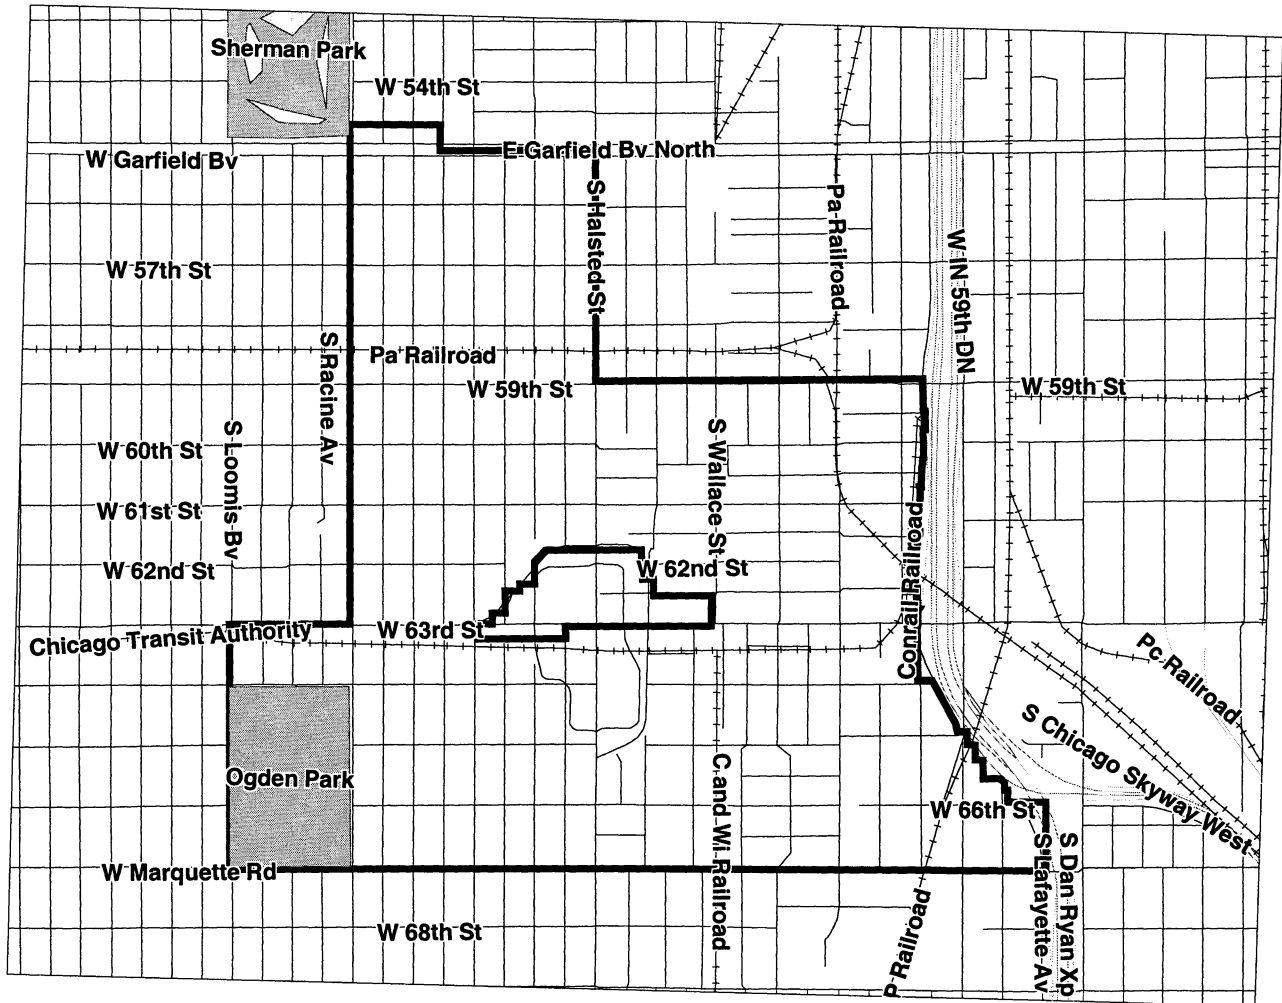 Sherman Park
W 54th St
W Garfield Bv
E Garfield Bv North
S Halsted St
Pa Railroad
W IN 59th DN
W 57th St
S Racine Av
Pa Railroad
W 59th St
W 59th St
S Loomis Bv
W 60th St
S Wallace St
W 61st St
Conrail Railroad
W 62nd St
W 62nd St
Chicago Transit Authority
W 63rd St
Pc Railroad
S Chicago Skyway West
Ogden Park
C and Wi Railroad
W 66th St
S Lafayette Av
S Dan Ryan Xp
W Marquette Rd
P Railroad
W 68th St